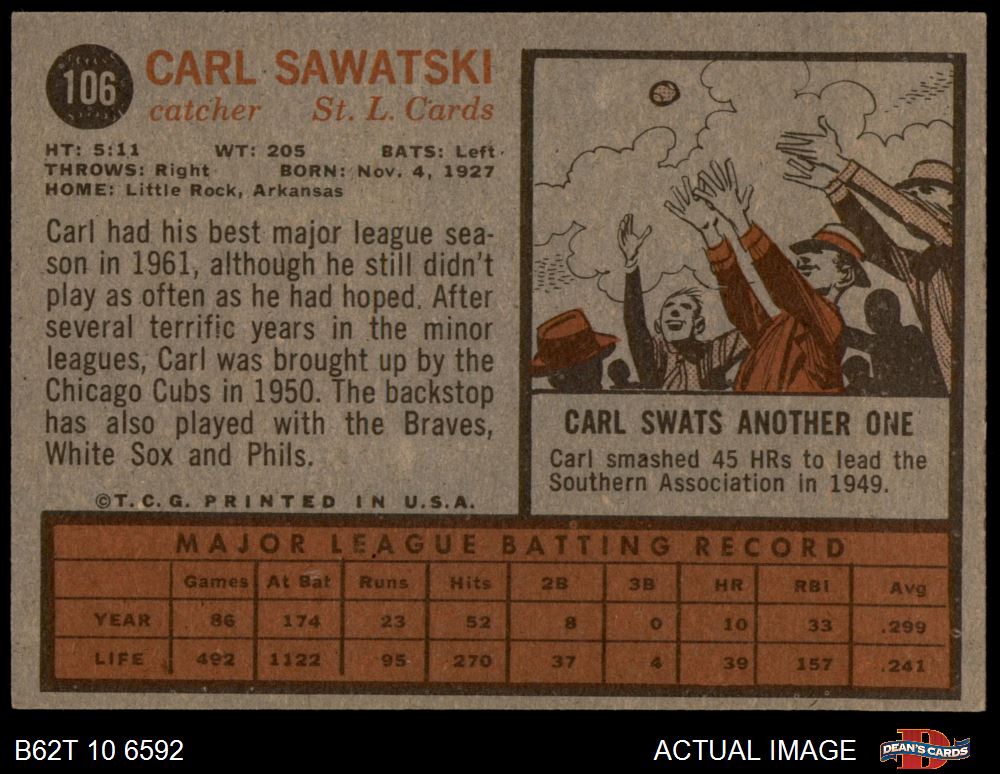 106
CARL SAWATSKI
catcher St. L. Cards
HT: 5:11 WT: 205 BATS: Left
THROWS: Right BORN: Nov. 4, 1927
HOME: Little Rock, Arkansas
Carl had his best major league sea-
son in 1961, although he still didn't
play as often as he had hoped. After
several terrific years in the minor
leagues, Carl was brought up by the
Chicago Cubs in 1950. The backstop
has also played with the Braves,
White Sox and Phils.
©T.C.G. PRINTED IN U.S.A.
CARL SWATS ANOTHER ONE
Carl smashed 45 HRs to lead the
Southern Association in 1949.
MAJOR LEAGUE BATTING RECORD
Games At Bat Runs Hits 2B 3B HR RBI Avg
YEAR 86 174 23 52 8 0 10 33 .299
LIFE 492 1122 95 270 37 4 39 157 .241
B62T 10 6592
ACTUAL IMAGE
DEAN'S CARDS